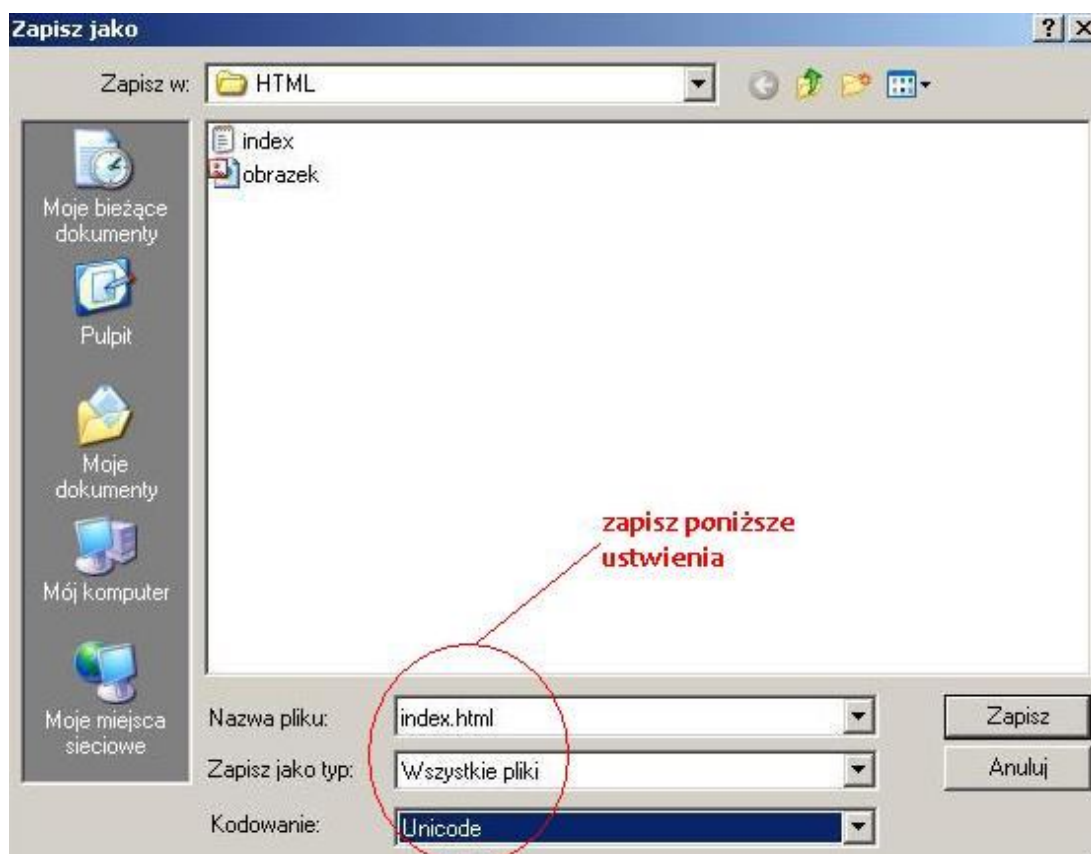 Zapisz jako
Zapisz w:
HTML
index
obrazek
Moje bieżące
dokumenty
Pulpit
Moje
dokumenty
Mój komputer
Moje miejsca
sieciowe
zapisz poniższe
ustwienia
Nazwa pliku:
index.html
Zapisz
Zapisz jako typ:
Wszystkie pliki
Anuluj
Kodowanie:
Unicode